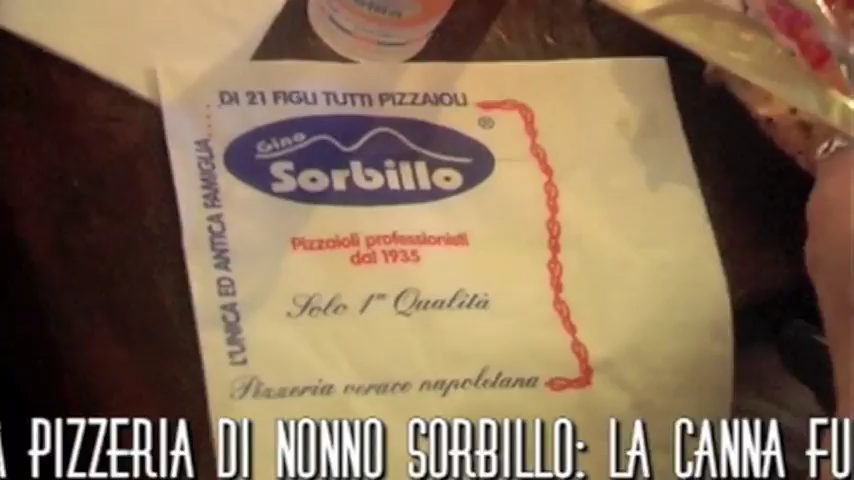 DI 21 FIGLI TUTTI PIZZAIOLI
L'UNICA ED ANTICA FAMIGLIA....
Gino
Sorbillo
®
Pizzaioli professionisti
dal 1935
Solo 1ª Qualità
Pizzeria verace napoletana
A PIZZERIA DI NONNO SORBILLO: LA CANNA FU